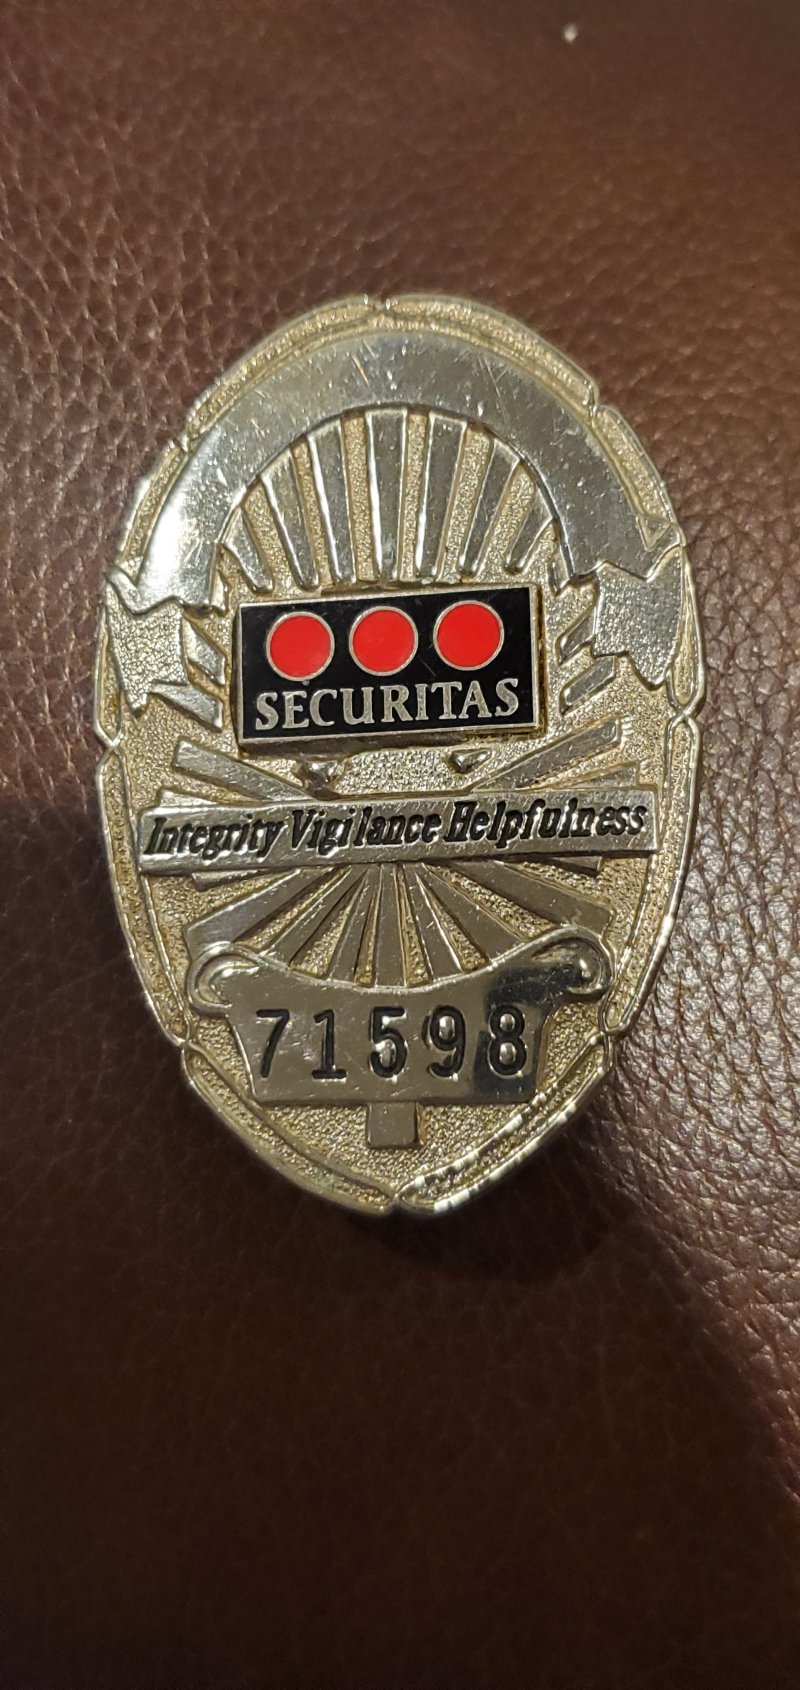 SECURITAS
Integrity Vigilance Helpfulness
71598